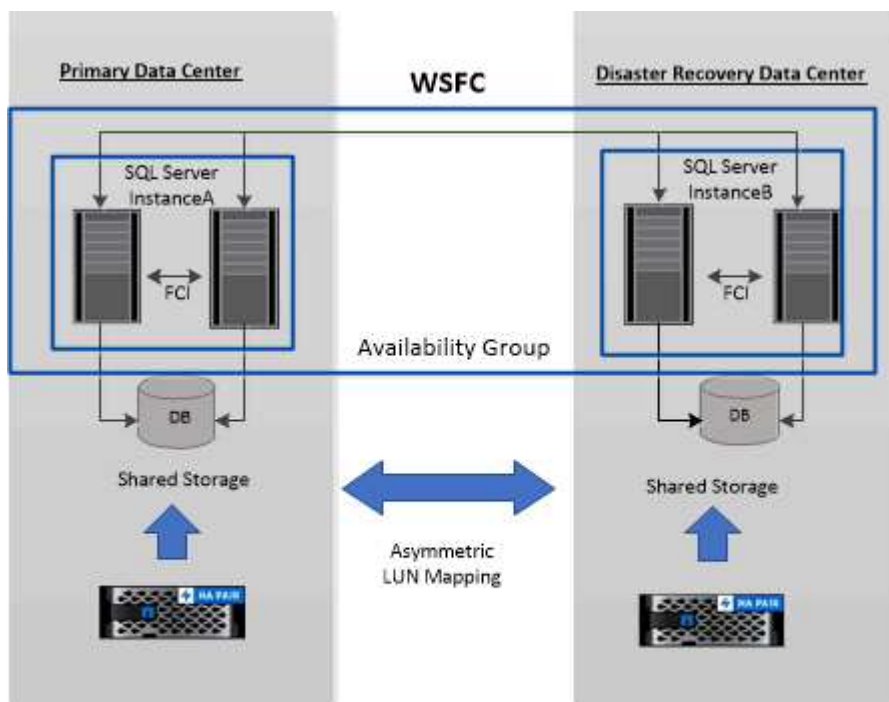 Primary Data Center
WSFC
Disaster Recovery Data Center
SQL Server
InstanceA
SQL Server
InstanceB
FCI
FCI
Availability Group
DB
DB
Shared Storage
Shared Storage
Asymmetric
LUN Mapping
HA PAIR
HA PAIR